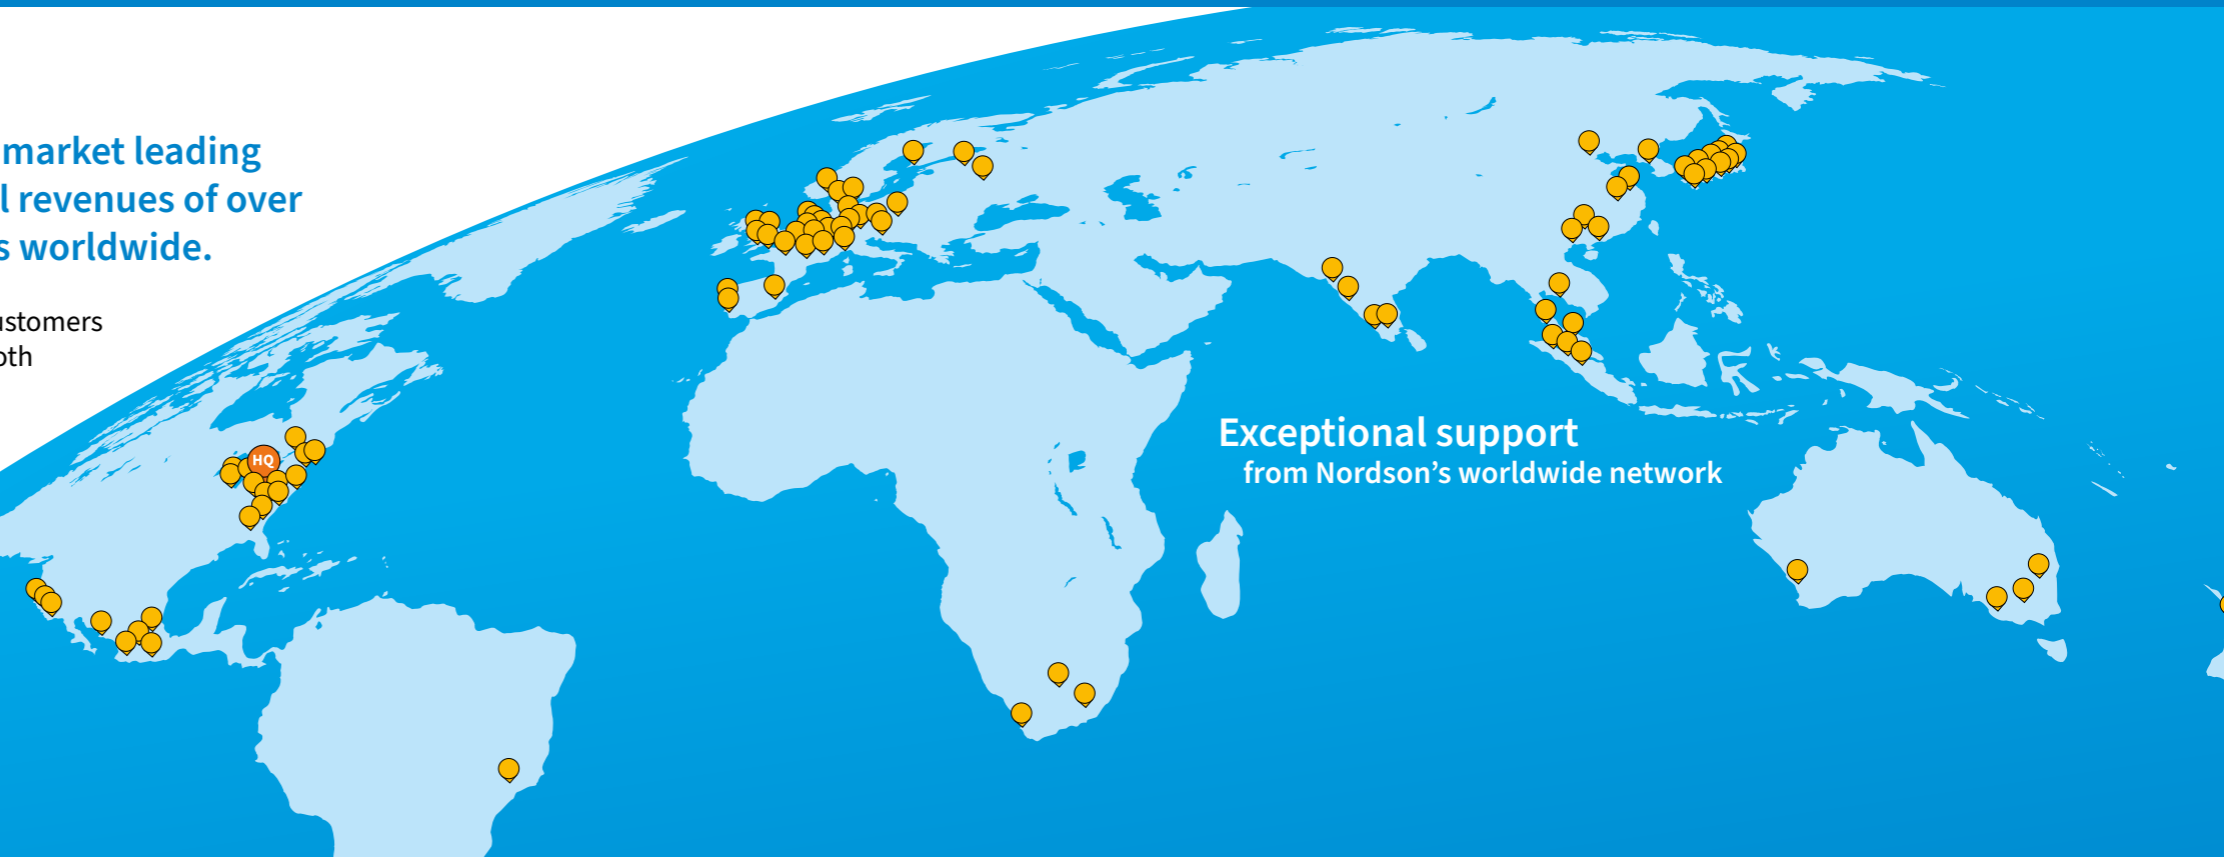 market leading
l revenues of over
s worldwide.
ustomers
oth
HQ
Exceptional support
from Nordson’s worldwide network